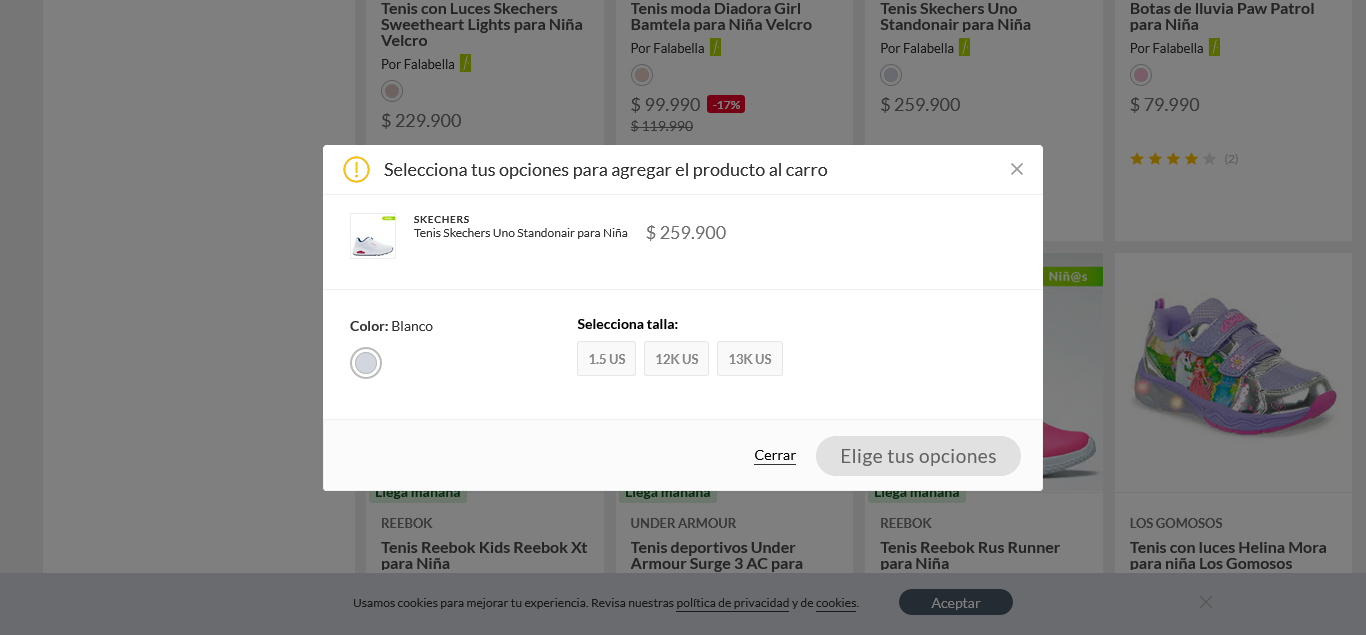 Tenis con Luces Skechers
Sweetheart Lights para Niña
Velcro
Por Falabella
$ 229.900
Tenis moda Diadora Girl
Bamtela para Niña Velcro
Por Falabella
$ 99.990 -17%
$ 119.990
Tenis Skechers Uno
Standonair para Niña
Por Falabella
$ 259.900
Botas de lluvia Paw Patrol
para Niña
Por Falabella
$ 79.990
(2)
Selecciona tus opciones para agregar el producto al carro
SKECHERS
Tenis Skechers Uno Standonair para Niña
$ 259.900
Color: Blanco
Selecciona talla:
1.5 US
12K US
13K US
Cerrar
Elige tus opciones
Niñ@s
Llega mañana
Llega mañana
Llega mañana
REEBOK
Tenis Reebok Kids Reebok Xt
para Niña
UNDER ARMOUR
Tenis deportivos Under
Armour Surge 3 AC para
REEBOK
Tenis Reebok Rus Runner
para Niña
LOS GOMOSOS
Tenis con luces Helina Mora
para niña Los Gomosos
Usamos cookies para mejorar tu experiencia. Revisa nuestras política de privacidad y de cookies.
Aceptar